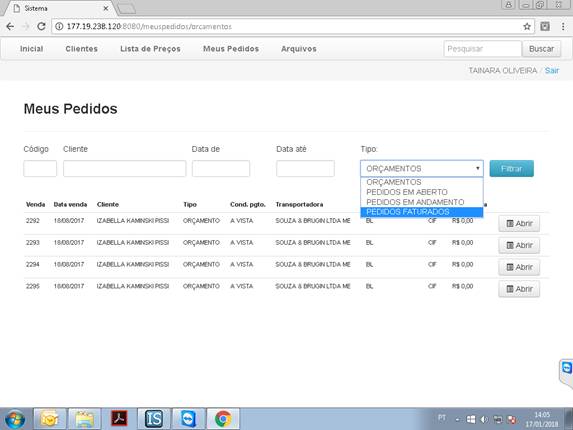 Sistema
177.19.238.120:8080/meuspedidos/orcamentos
Inicial Clientes Lista de Preços Meus Pedidos Arquivos Pesquisar Buscar
TAINARA OLIVEIRA / Sair
Meus Pedidos
Código Cliente Data de Data até Tipo:
ORÇAMENTOS Filtrar
ORÇAMENTOS
PEDIDOS EM ABERTO
PEDIDOS EM ANDAMENTO
PEDIDOS FATURADOS
Venda Data venda Cliente Tipo Cond. pgto. Transportadora
2292 18/08/2017 IZABELLA KAMINSKI PISSI ORÇAMENTO A VISTA SOUZA & BRUGIN LTDA ME BL CIF R$ 0,00 Abrir
2293 18/08/2017 IZABELLA KAMINSKI PISSI ORÇAMENTO A VISTA SOUZA & BRUGIN LTDA ME BL CIF R$ 0,00 Abrir
2294 18/08/2017 IZABELLA KAMINSKI PISSI ORÇAMENTO A VISTA SOUZA & BRUGIN LTDA ME BL CIF R$ 0,00 Abrir
2295 18/08/2017 IZABELLA KAMINSKI PISSI ORÇAMENTO A VISTA SOUZA & BRUGIN LTDA ME BL CIF R$ 0,00 Abrir
IS
PT
14:05
17/01/2018